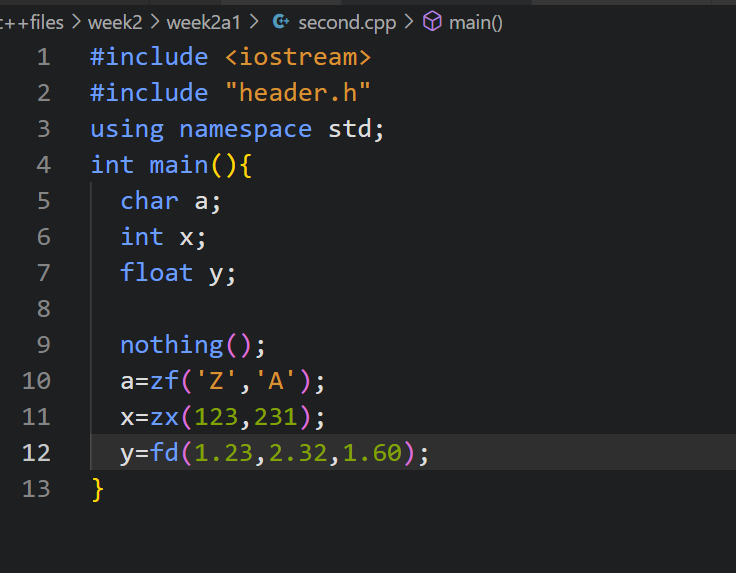 :++files > week2 > week2a1 > second.cpp > main()
1 #include <iostream>
2 #include "header.h"
3 using namespace std;
4 int main(){
5 char a;
6 int x;
7 float y;
8
9 nothing();
10 a=zf('Z','A');
11 x=zx(123,231);
12 y=fd(1.23,2.32,1.60);
13 }